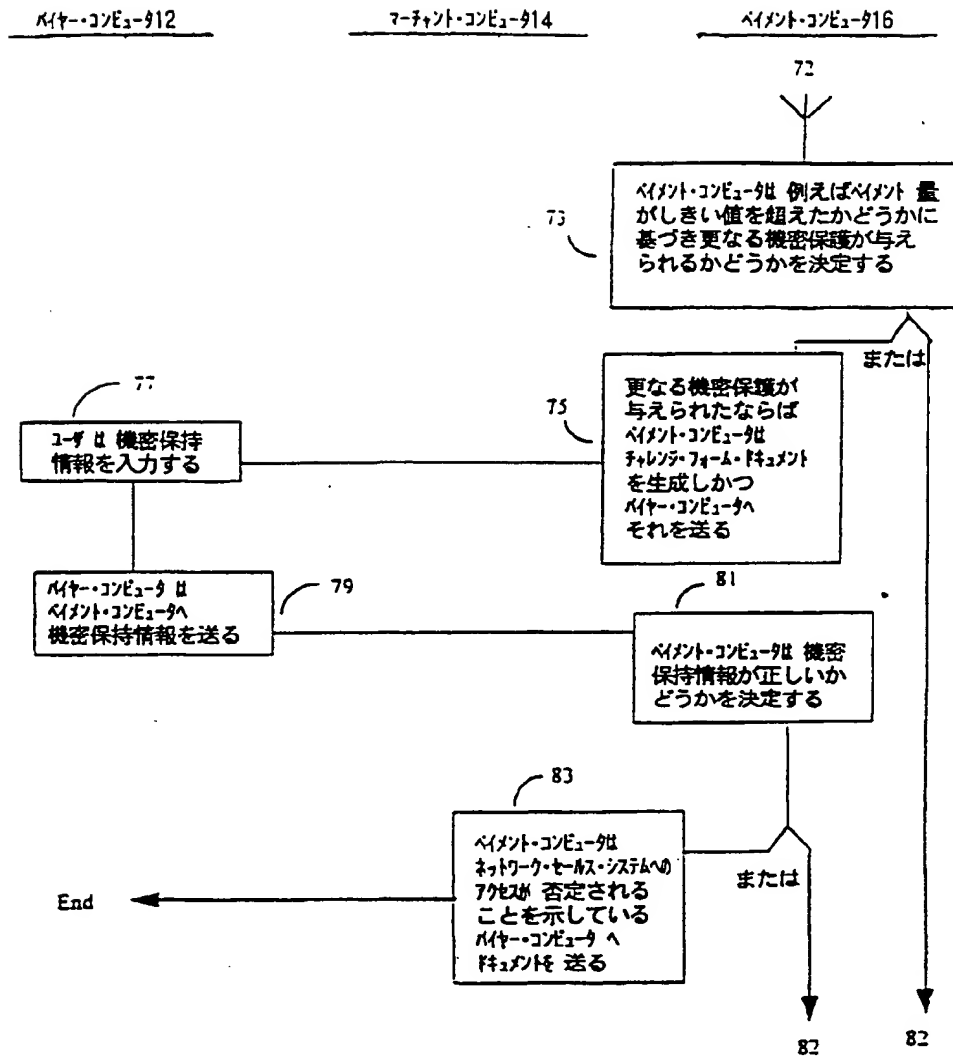 バイヤー・コンピュータ12
マーチャント・コンピュータ14
ペイメント・コンピュータ16
72
73
ペイメント・コンピュータは 例えばペイメント 量
がしきい値を超えたかどうかに
基づき更なる機密保護が与え
られるかどうかを決定する
または
75
更なる機密保護が
与えられたならば
ペイメント・コンピュータは
チャレンジ・フォーム・ドキュメント
を生成しかつ
バイヤー・コンピュータへ
それを送る
77
ユーザ は 機密保持
情報を入力する
79
バイヤー・コンピュータ は
ペイメント・コンピュータへ
機密保持情報を送る
81
ペイメント・コンピュータは 機密
保持情報が正しいか
どうかを決定する
83
ペイメント・コンピュータは
ネットワーク・セールス・システムへの
アクセスが 否定される
ことを示している
バイヤー・コンピュータ へ
ドキュメントを 送る
または
End
82
82